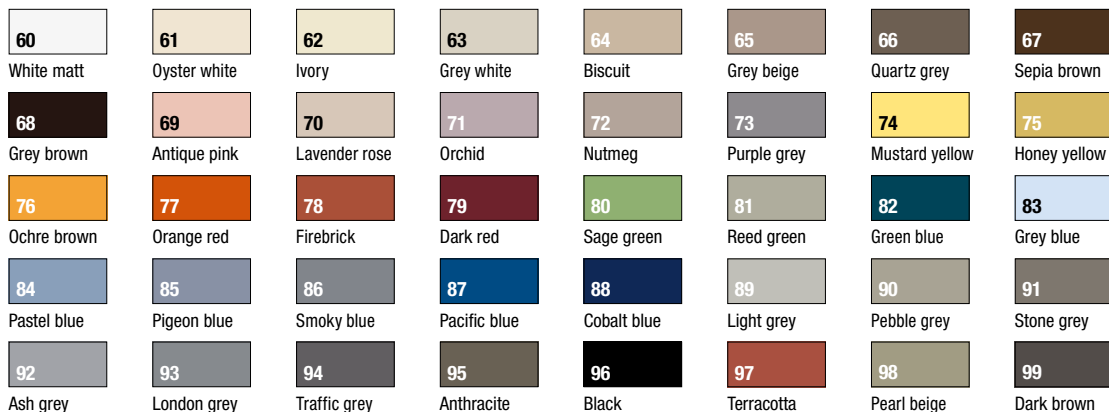 60 61 62 63 64 65 66 67
White matt Oyster white Ivory Grey white Biscuit Grey beige Quartz grey Sepia brown
68 69 70 71 72 73 74 75
Grey brown Antique pink Lavender rose Orchid Nutmeg Purple grey Mustard yellow Honey yellow
76 77 78 79 80 81 82 83
Ochre brown Orange red Firebrick Dark red Sage green Reed green Green blue Grey blue
84 85 86 87 88 89 90 91
Pastel blue Pigeon blue Smoky blue Pacific blue Cobalt blue Light grey Pebble grey Stone grey
92 93 94 95 96 97 98 99
Ash grey London grey Traffic grey Anthracite Black Terracotta Pearl beige Dark brown